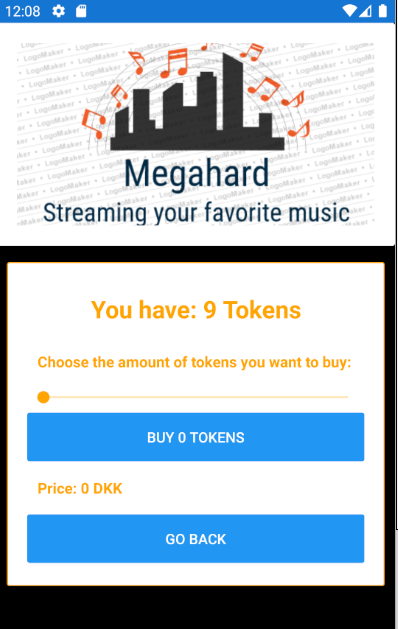 12:08
Megahard
Streaming your favorite music
You have: 9 Tokens
Choose the amount of tokens you want to buy:
BUY 0 TOKENS
Price: 0 DKK
GO BACK